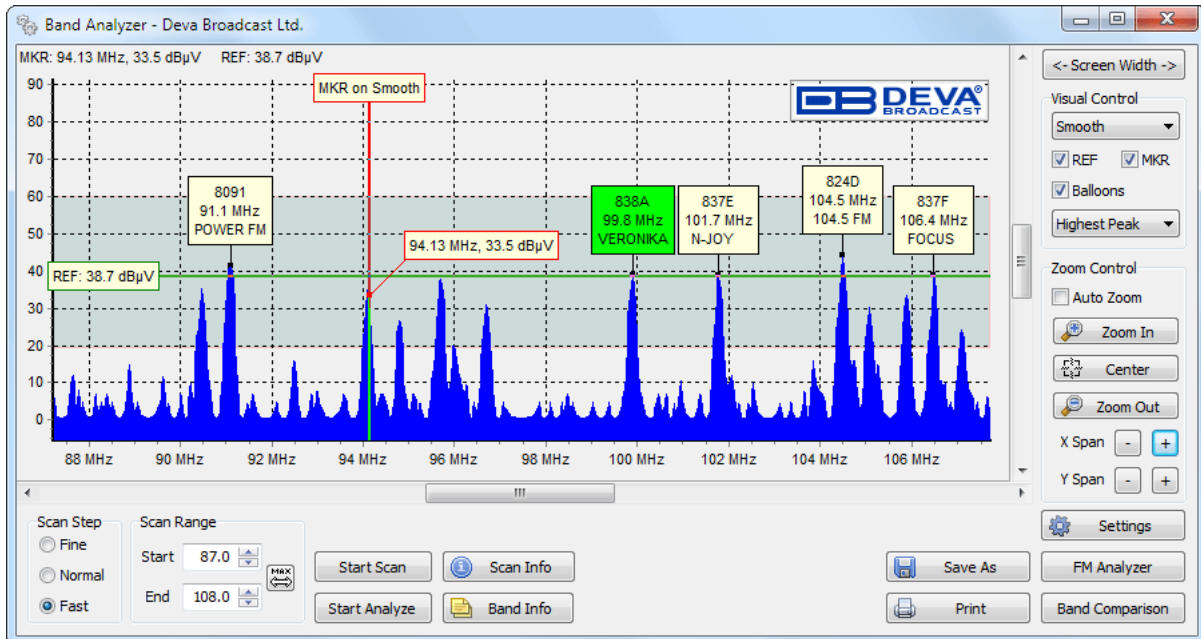 Band Analyzer - Deva Broadcast Ltd.
MKR: 94.13 MHz, 33.5 dBµV REF: 38.7 dBµV
90
80
70
60
50
40
30
20
10
0
MKR on Smooth
DB DEVA®
BROADCAST
8091
91.1 MHz
POWER FM
94.13 MHz, 33.5 dBµV
838A
99.8 MHz
VERONIKA
837E
101.7 MHz
N-JOY
824D
104.5 MHz
104.5 FM
837F
106.4 MHz
FOCUS
REF: 38.7 dBµV
88 MHz 90 MHz 92 MHz 94 MHz 96 MHz 98 MHz 100 MHz 102 MHz 104 MHz 106 MHz
<- Screen Width ->
Visual Control
Smooth
REF MKR
Balloons
Highest Peak
Zoom Control
Auto Zoom
Zoom In
Center
Zoom Out
X Span - +
Y Span - +
Scan Step
Fine
Normal
Fast
Scan Range
Start 87.0
End 108.0
MAX
Start Scan
Scan Info
Start Analyze
Band Info
Save As
Print
Settings
FM Analyzer
Band Comparison